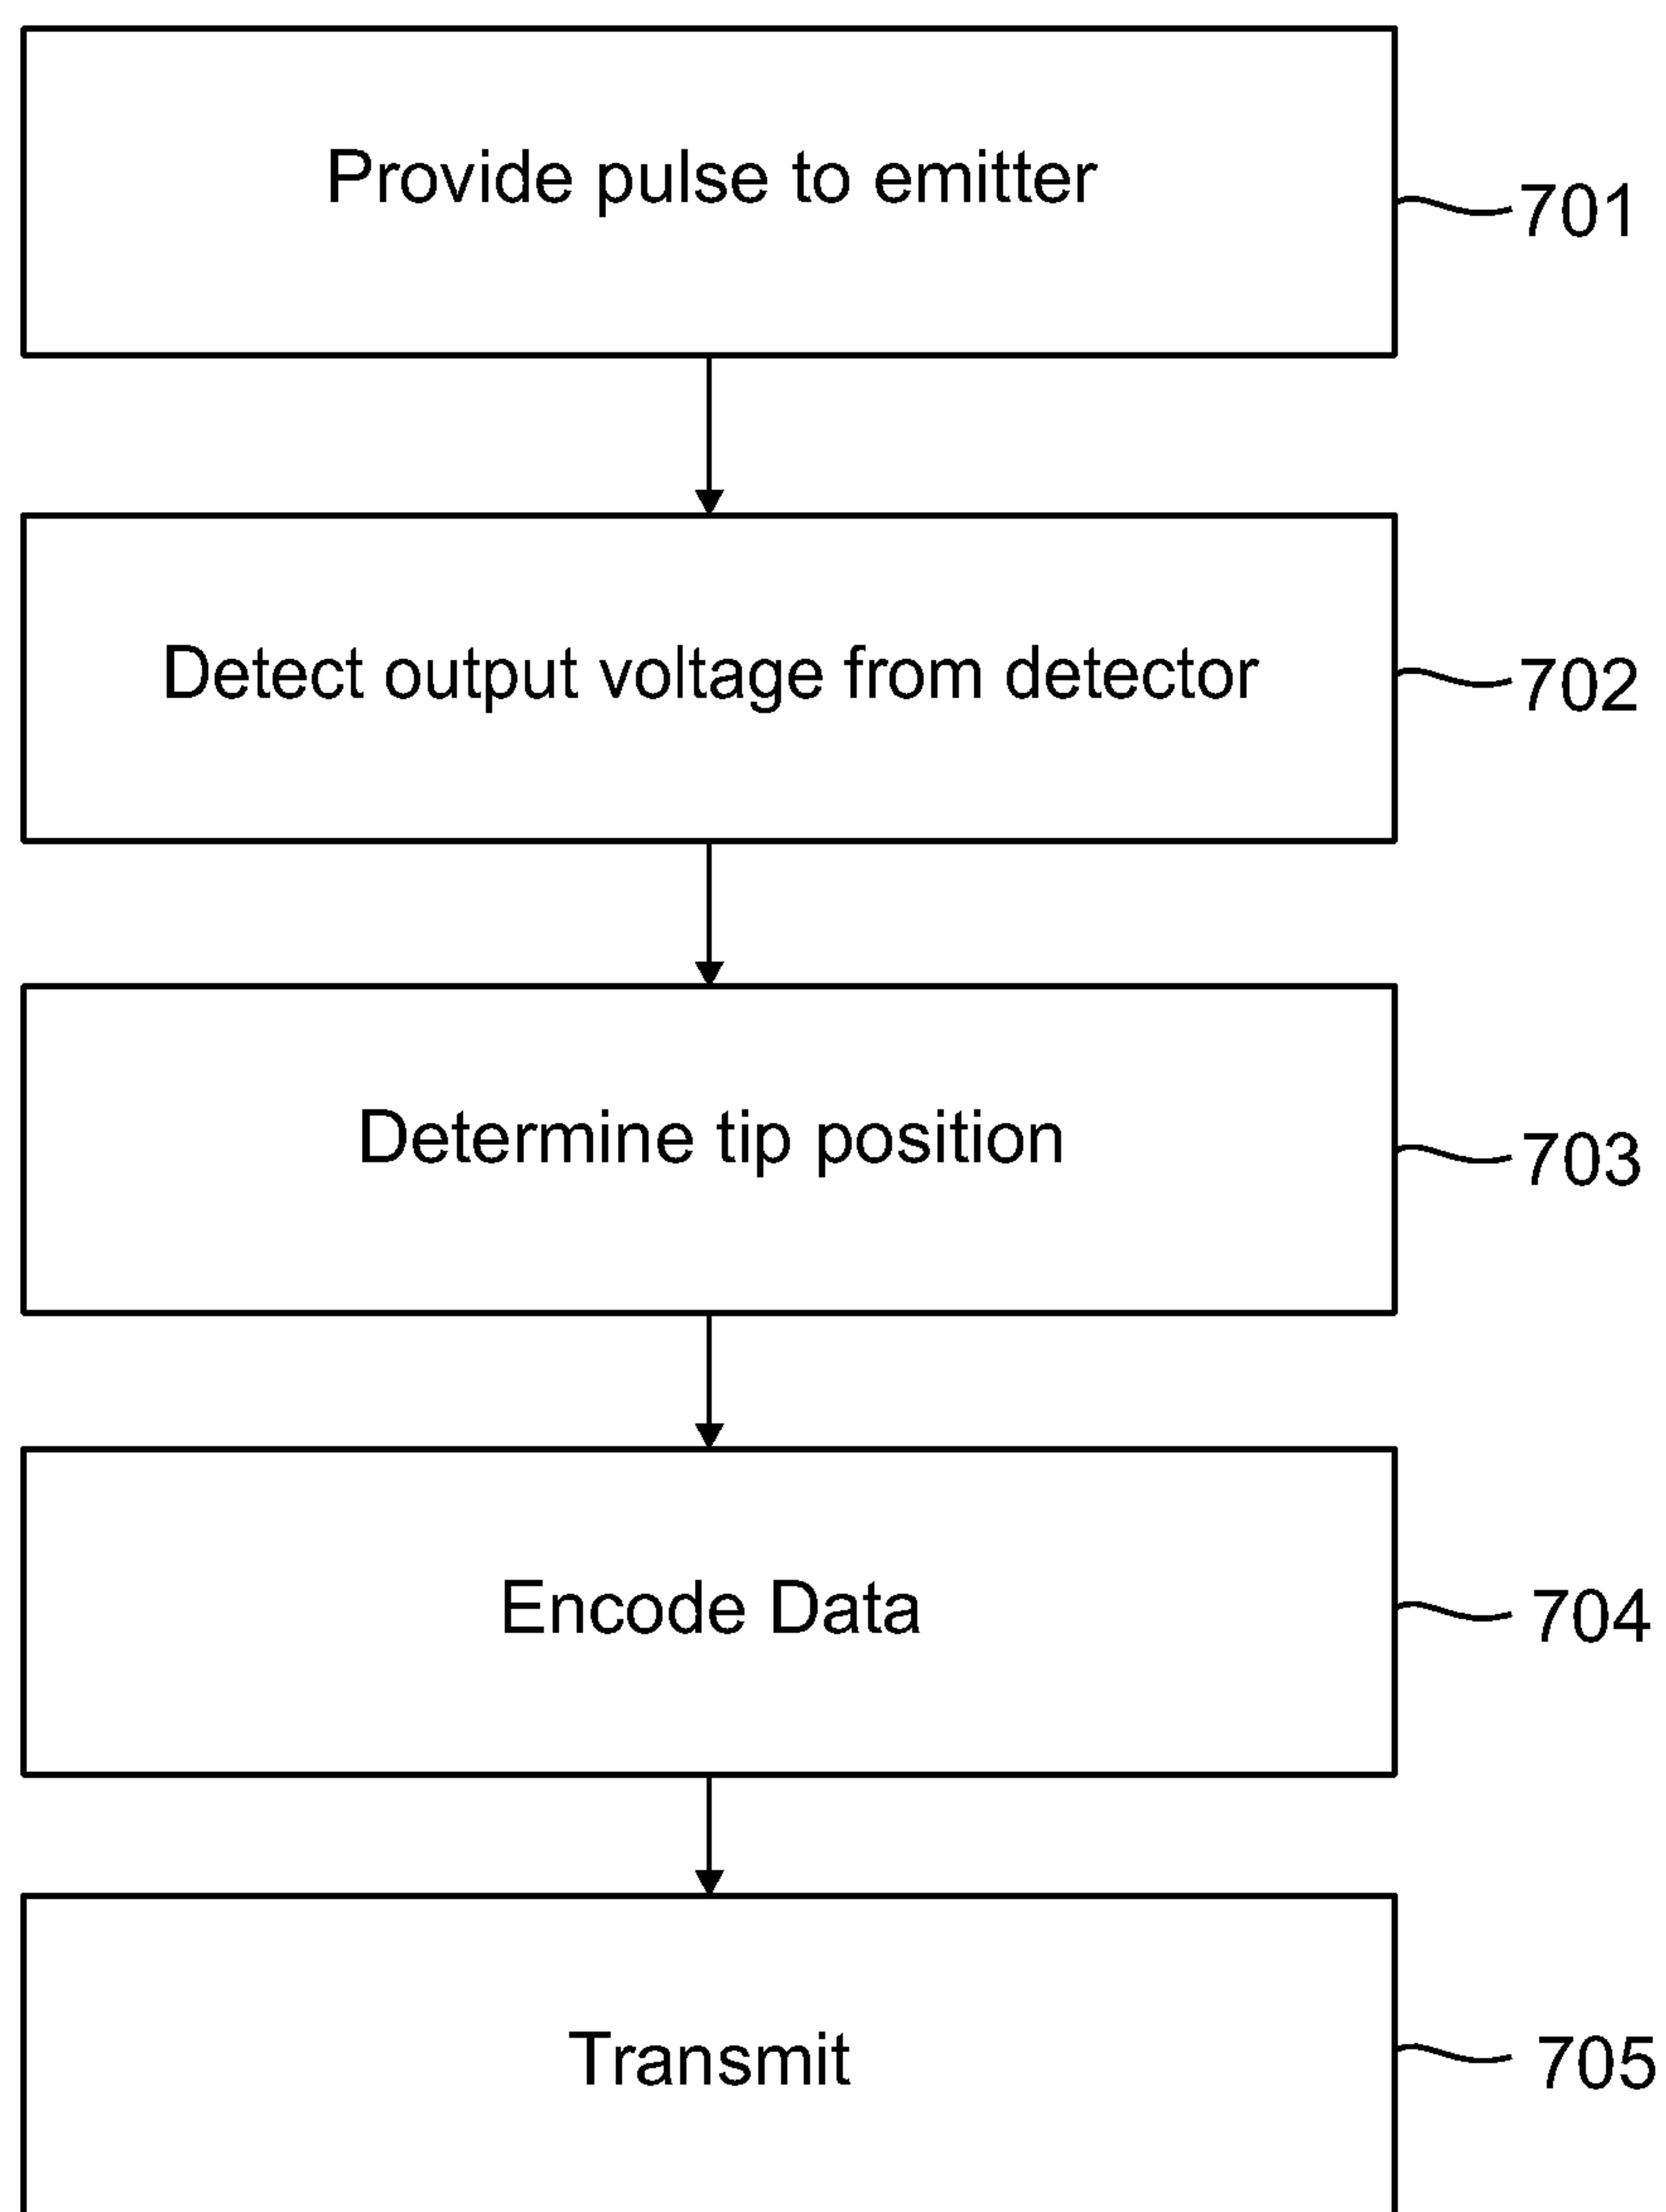 Provide pulse to emitter
701
Detect output voltage from detector
702
Determine tip position
703
Encode Data
704
Transmit
705